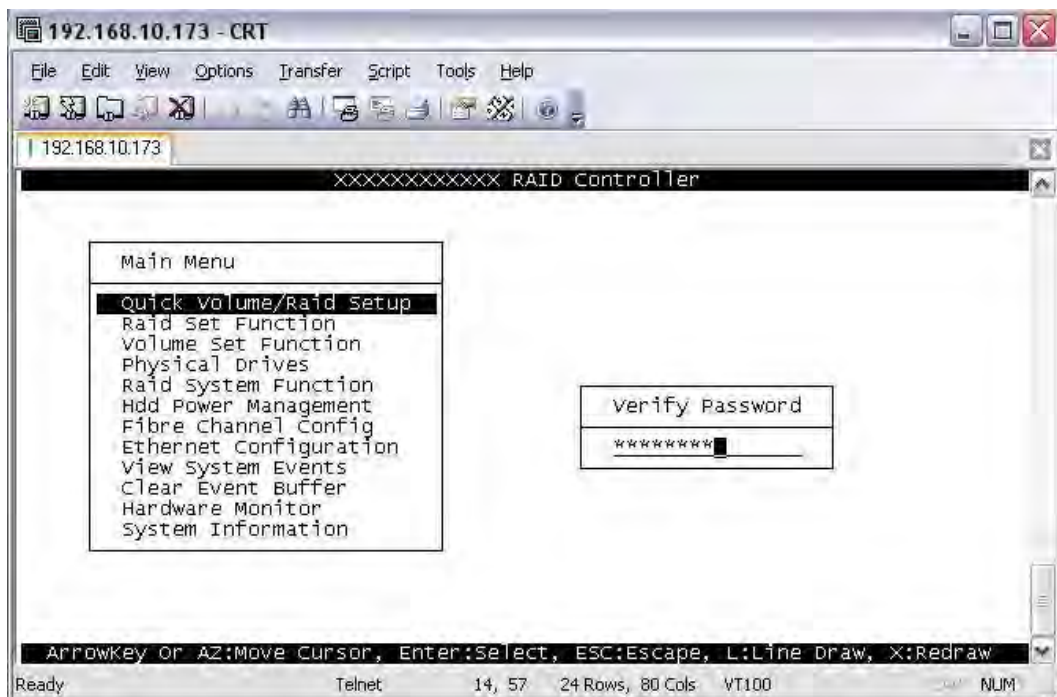 192.168.10.173 - CRT
File Edit View Options Transfer Script Tools Help
192.168.10.173
XXXXXXXXXXXX RAID Controller
Main Menu
Quick Volume/Raid Setup
Raid Set Function
Volume Set Function
Physical Drives
Raid System Function
Hdd Power Management
Fibre Channel Config
Ethernet Configuration
View System Events
Clear Event Buffer
Hardware Monitor
System Information
Verify Password
********
ArrowKey Or AZ:Move Cursor, Enter:Select, ESC:Escape, L:Line Draw, X:Redraw
Ready Telnet 14, 57 24 Rows, 80 Cols VT100 NUM